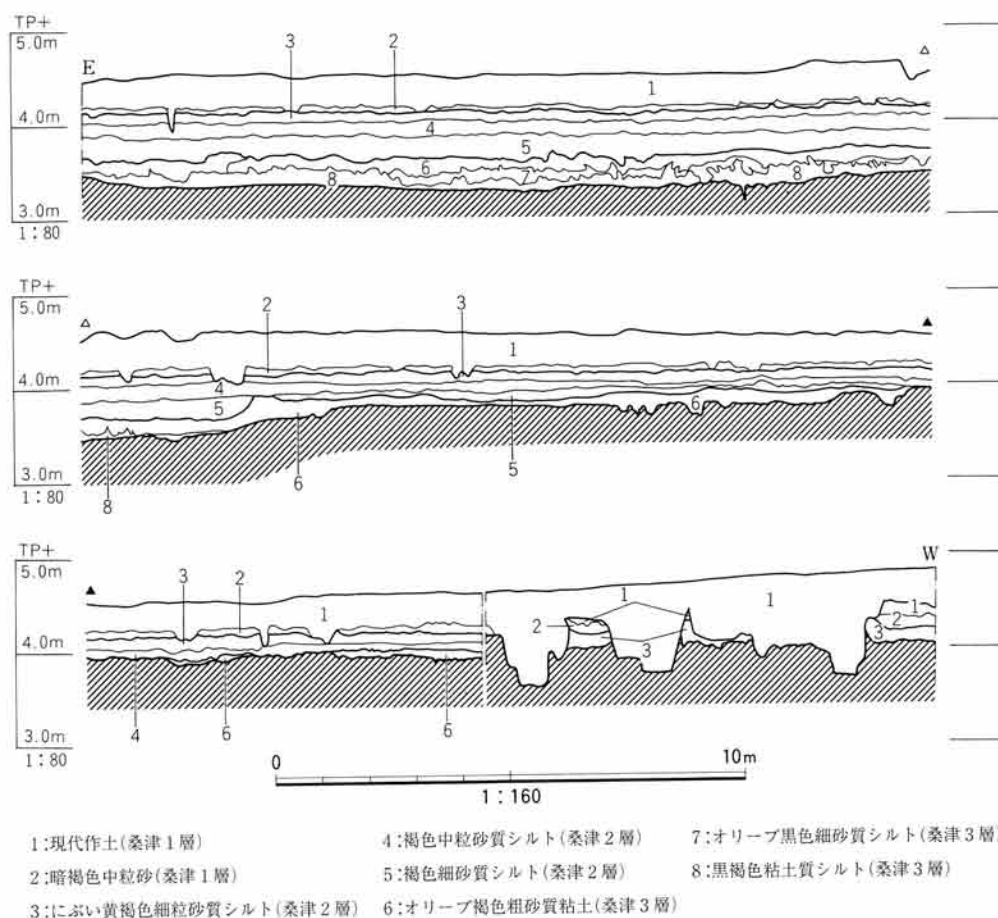 TP+
5.0m
E
3
2
△
1
4.0m
4
5
6
7
8
8
3.0m
1:80
TP+
5.0m
△
2
3
▲
1
4.0m
4
5
6
3.0m
1:80
8
6
5
TP+
5.0m
W
▲
3
2
1
1
1
1
2
2
3
3
4.0m
3.0m
1:80
4
6
6
0
10m
1:160
1:現代作土(桑津1層)
4:褐色中粒砂質シルト(桑津2層)
7:オリーブ黒色細砂質シルト(桑津3層)
2:暗褐色中粒砂(桑津1層)
5:褐色細砂質シルト(桑津2層)
8:黒褐色粘土質シルト(桑津3層)
3:にぶい黄褐色細粒砂質シルト(桑津2層)
6:オリーブ褐色粗砂質粘土(桑津3層)